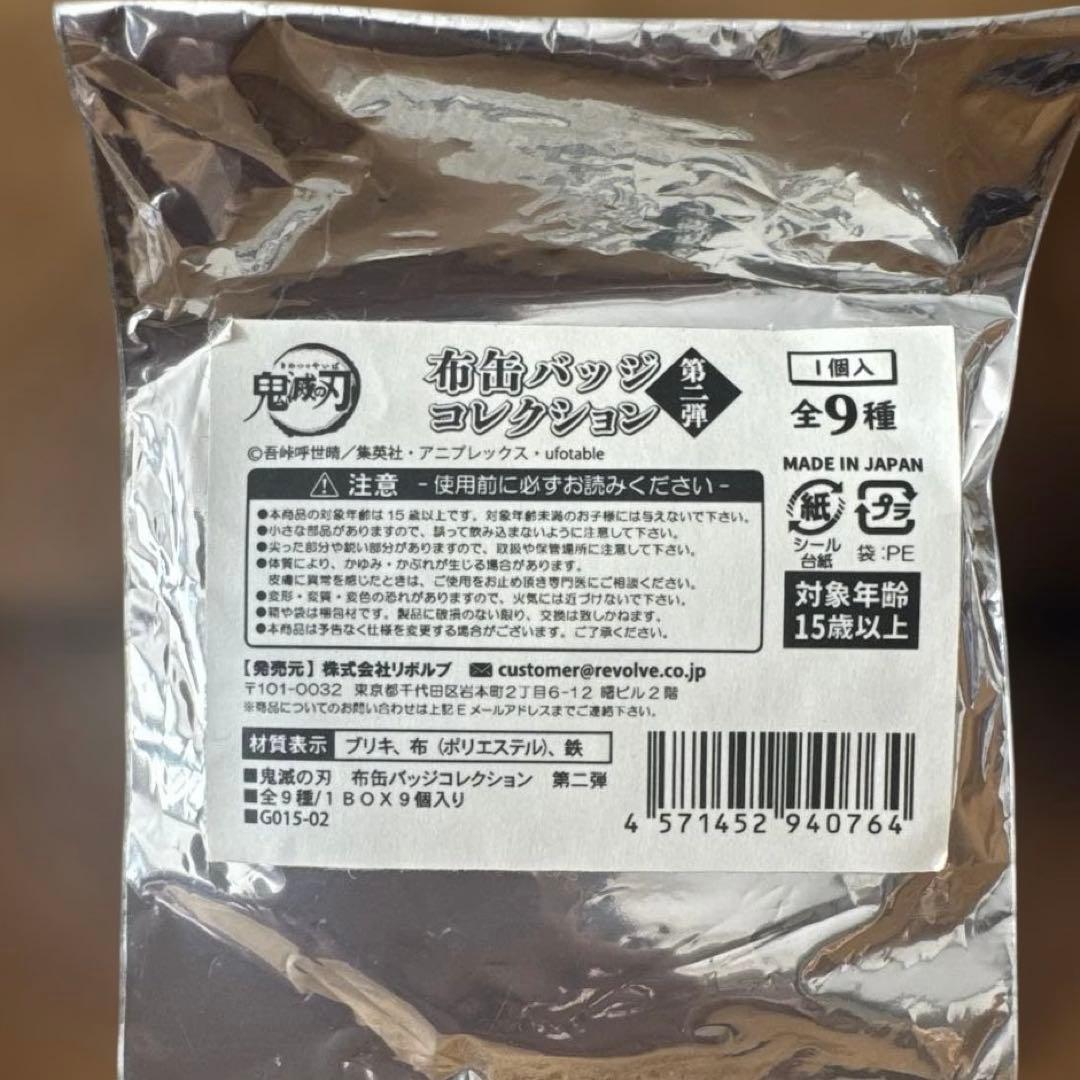 きめつのやいば
鬼滅の刃
布缶バッジ
コレクション
第二弾
1個入
全9種
©吾峠呼世晴／集英社・アニプレックス・ufotable
MADE IN JAPAN
注意 -使用前に必ずお読みください-
●本商品の対象年齢は15歳以上です。対象年齢未満のお子様には与えないで下さい。
●小さな部品がありますので、誤って飲み込まないように注意して下さい。
●尖った部分や鋭い部分がありますので、取扱や保管場所に注意して下さい。
●体質により、かゆみ・かぶれが生じる場合があります。
皮膚に異常を感じたときは、ご使用をお止め頂き専門医にご相談ください。
●変形・変質・変色の恐れがありますので、火気には近づけないで下さい。
●箱や袋は梱包材です。製品に破損のない限り、交換は致しかねます。
●本商品は予告なく仕様を変更する場合がございます。ご了承ください。
紙
シール
台紙
プラ
袋:PE
対象年齢
15歳以上
【発売元】株式会社リボルブ customer@revolve.co.jp
〒101-0032 東京都千代田区岩本町2丁目6-12 曙ビル2階
※商品についてのお問い合わせは上記Eメールアドレスまでご連絡下さい。
材質表示 ブリキ、布（ポリエステル）、鉄
■鬼滅の刃 布缶バッジコレクション 第二弾
■全9種/1BOX9個入り
■G015-02
4 571452 940764